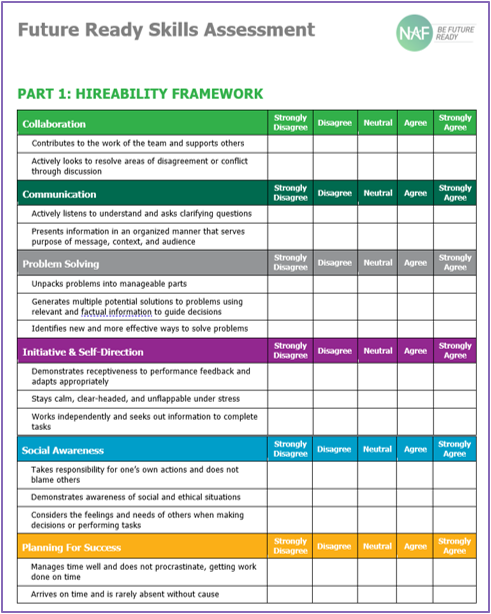 Future Ready Skills Assessment
NAF BE FUTURE READY
PART 1: HIREABILITY FRAMEWORK
Collaboration Strongly Disagree Disagree Neutral Agree Strongly Agree
Contributes to the work of the team and supports others
Actively looks to resolve areas of disagreement or conflict
through discussion
Communication Strongly Disagree Disagree Neutral Agree Strongly Agree
Actively listens to understand and asks clarifying questions
Presents information in an organized manner that serves
purpose of message, context, and audience
Problem Solving Strongly Disagree Disagree Neutral Agree Strongly Agree
Unpacks problems into manageable parts
Generates multiple potential solutions to problems using
relevant and factual information to guide decisions
Identifies new and more effective ways to solve problems
Initiative & Self-Direction Strongly Disagree Disagree Neutral Agree Strongly Agree
Demonstrates receptiveness to performance feedback and
adapts appropriately
Stays calm, clear-headed, and unflappable under stress
Works independently and seeks out information to complete
tasks
Social Awareness Strongly Disagree Disagree Neutral Agree Strongly Agree
Takes responsibility for one's own actions and does not
blame others
Demonstrates awareness of social and ethical situations
Considers the feelings and needs of others when making
decisions or performing tasks
Planning For Success Strongly Disagree Disagree Neutral Agree Strongly Agree
Manages time well and does not procrastinate, getting work
done on time
Arrives on time and is rarely absent without cause